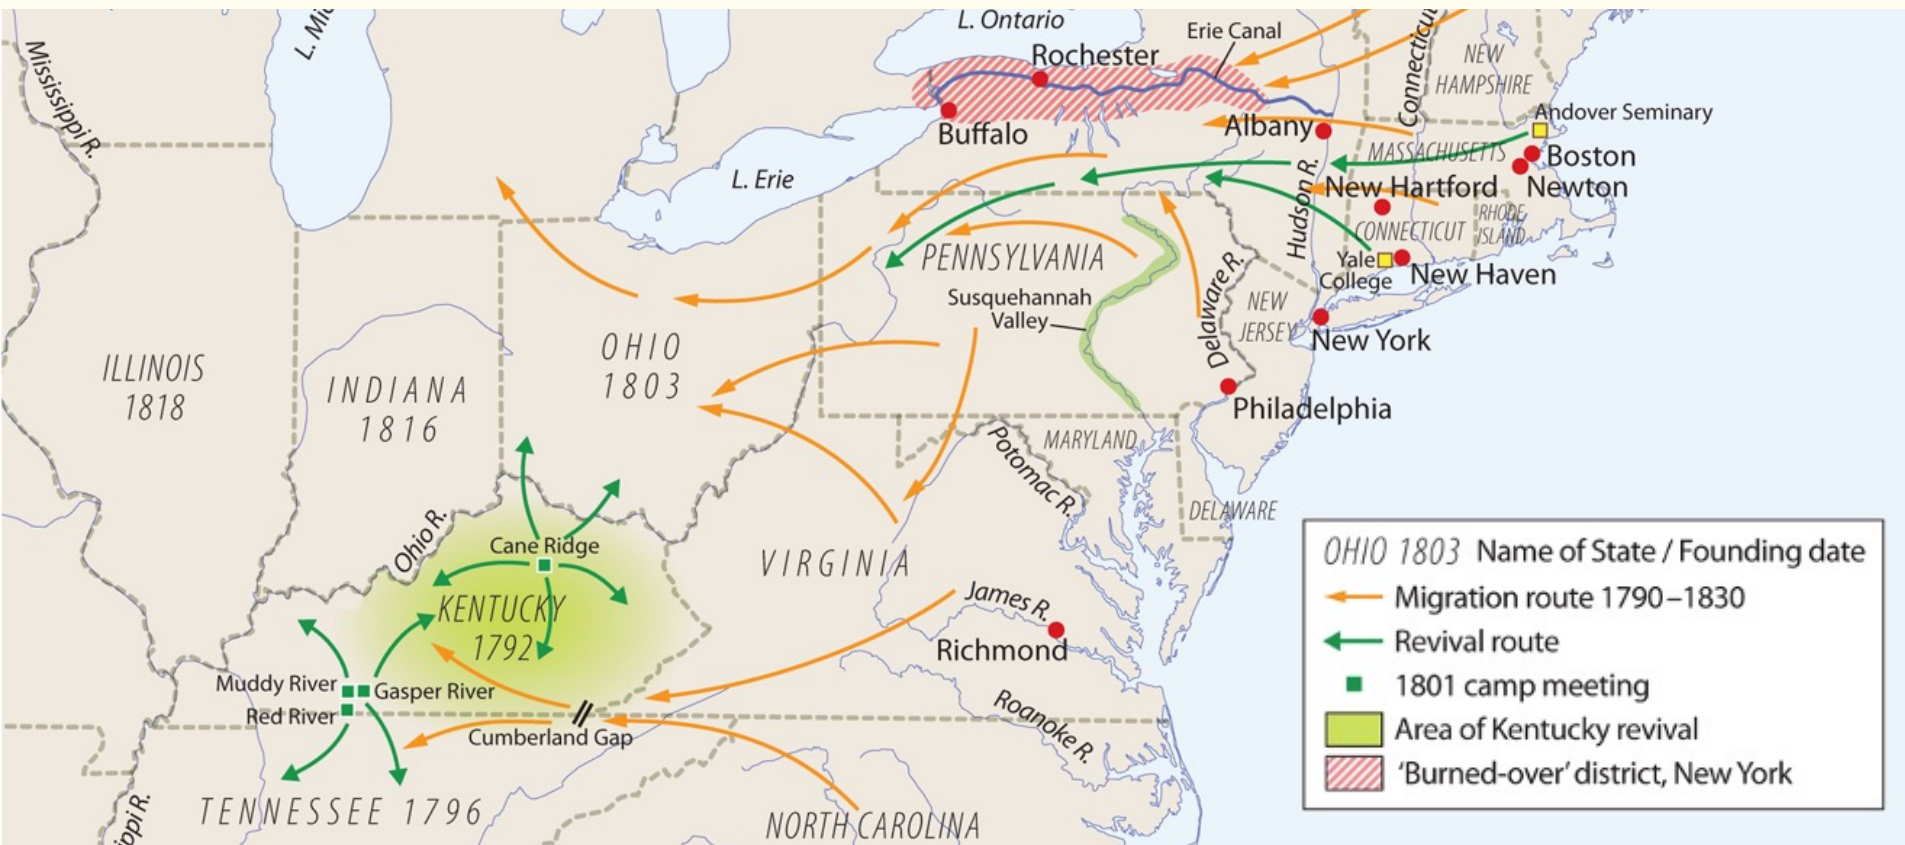 L. Ontario
Erie Canal
Rochester
Connecticut
NEW
HAMPSHIRE
Mississippi R.
L. Mic
Andover Seminary
Buffalo
Albany
MASSACHUSETTS
Boston
L. Erie
Hudson R.
New Hartford
Newton
RHODE
ISLAND
CONNECTICUT
PENNSYLVANIA
Yale
College
New Haven
Susquehannah
Valley
Delaware R.
NEW
JERSEY
New York
OHIO
1803
ILLINOIS
1818
INDIANA
1816
Philadelphia
MARYLAND
Potomac R.
DELAWARE
Ohio R.
Cane Ridge
VIRGINIA
KENTUCKY
1792
James R.
Richmond
Muddy River
Gasper River
Red River
Roanoke R.
Cumberland Gap
TENNESSEE 1796
NORTH CAROLINA
ippi R.
OHIO 1803 Name of State / Founding date
Migration route 1790–1830
Revival route
1801 camp meeting
Area of Kentucky revival
‘Burned-over’ district, New York